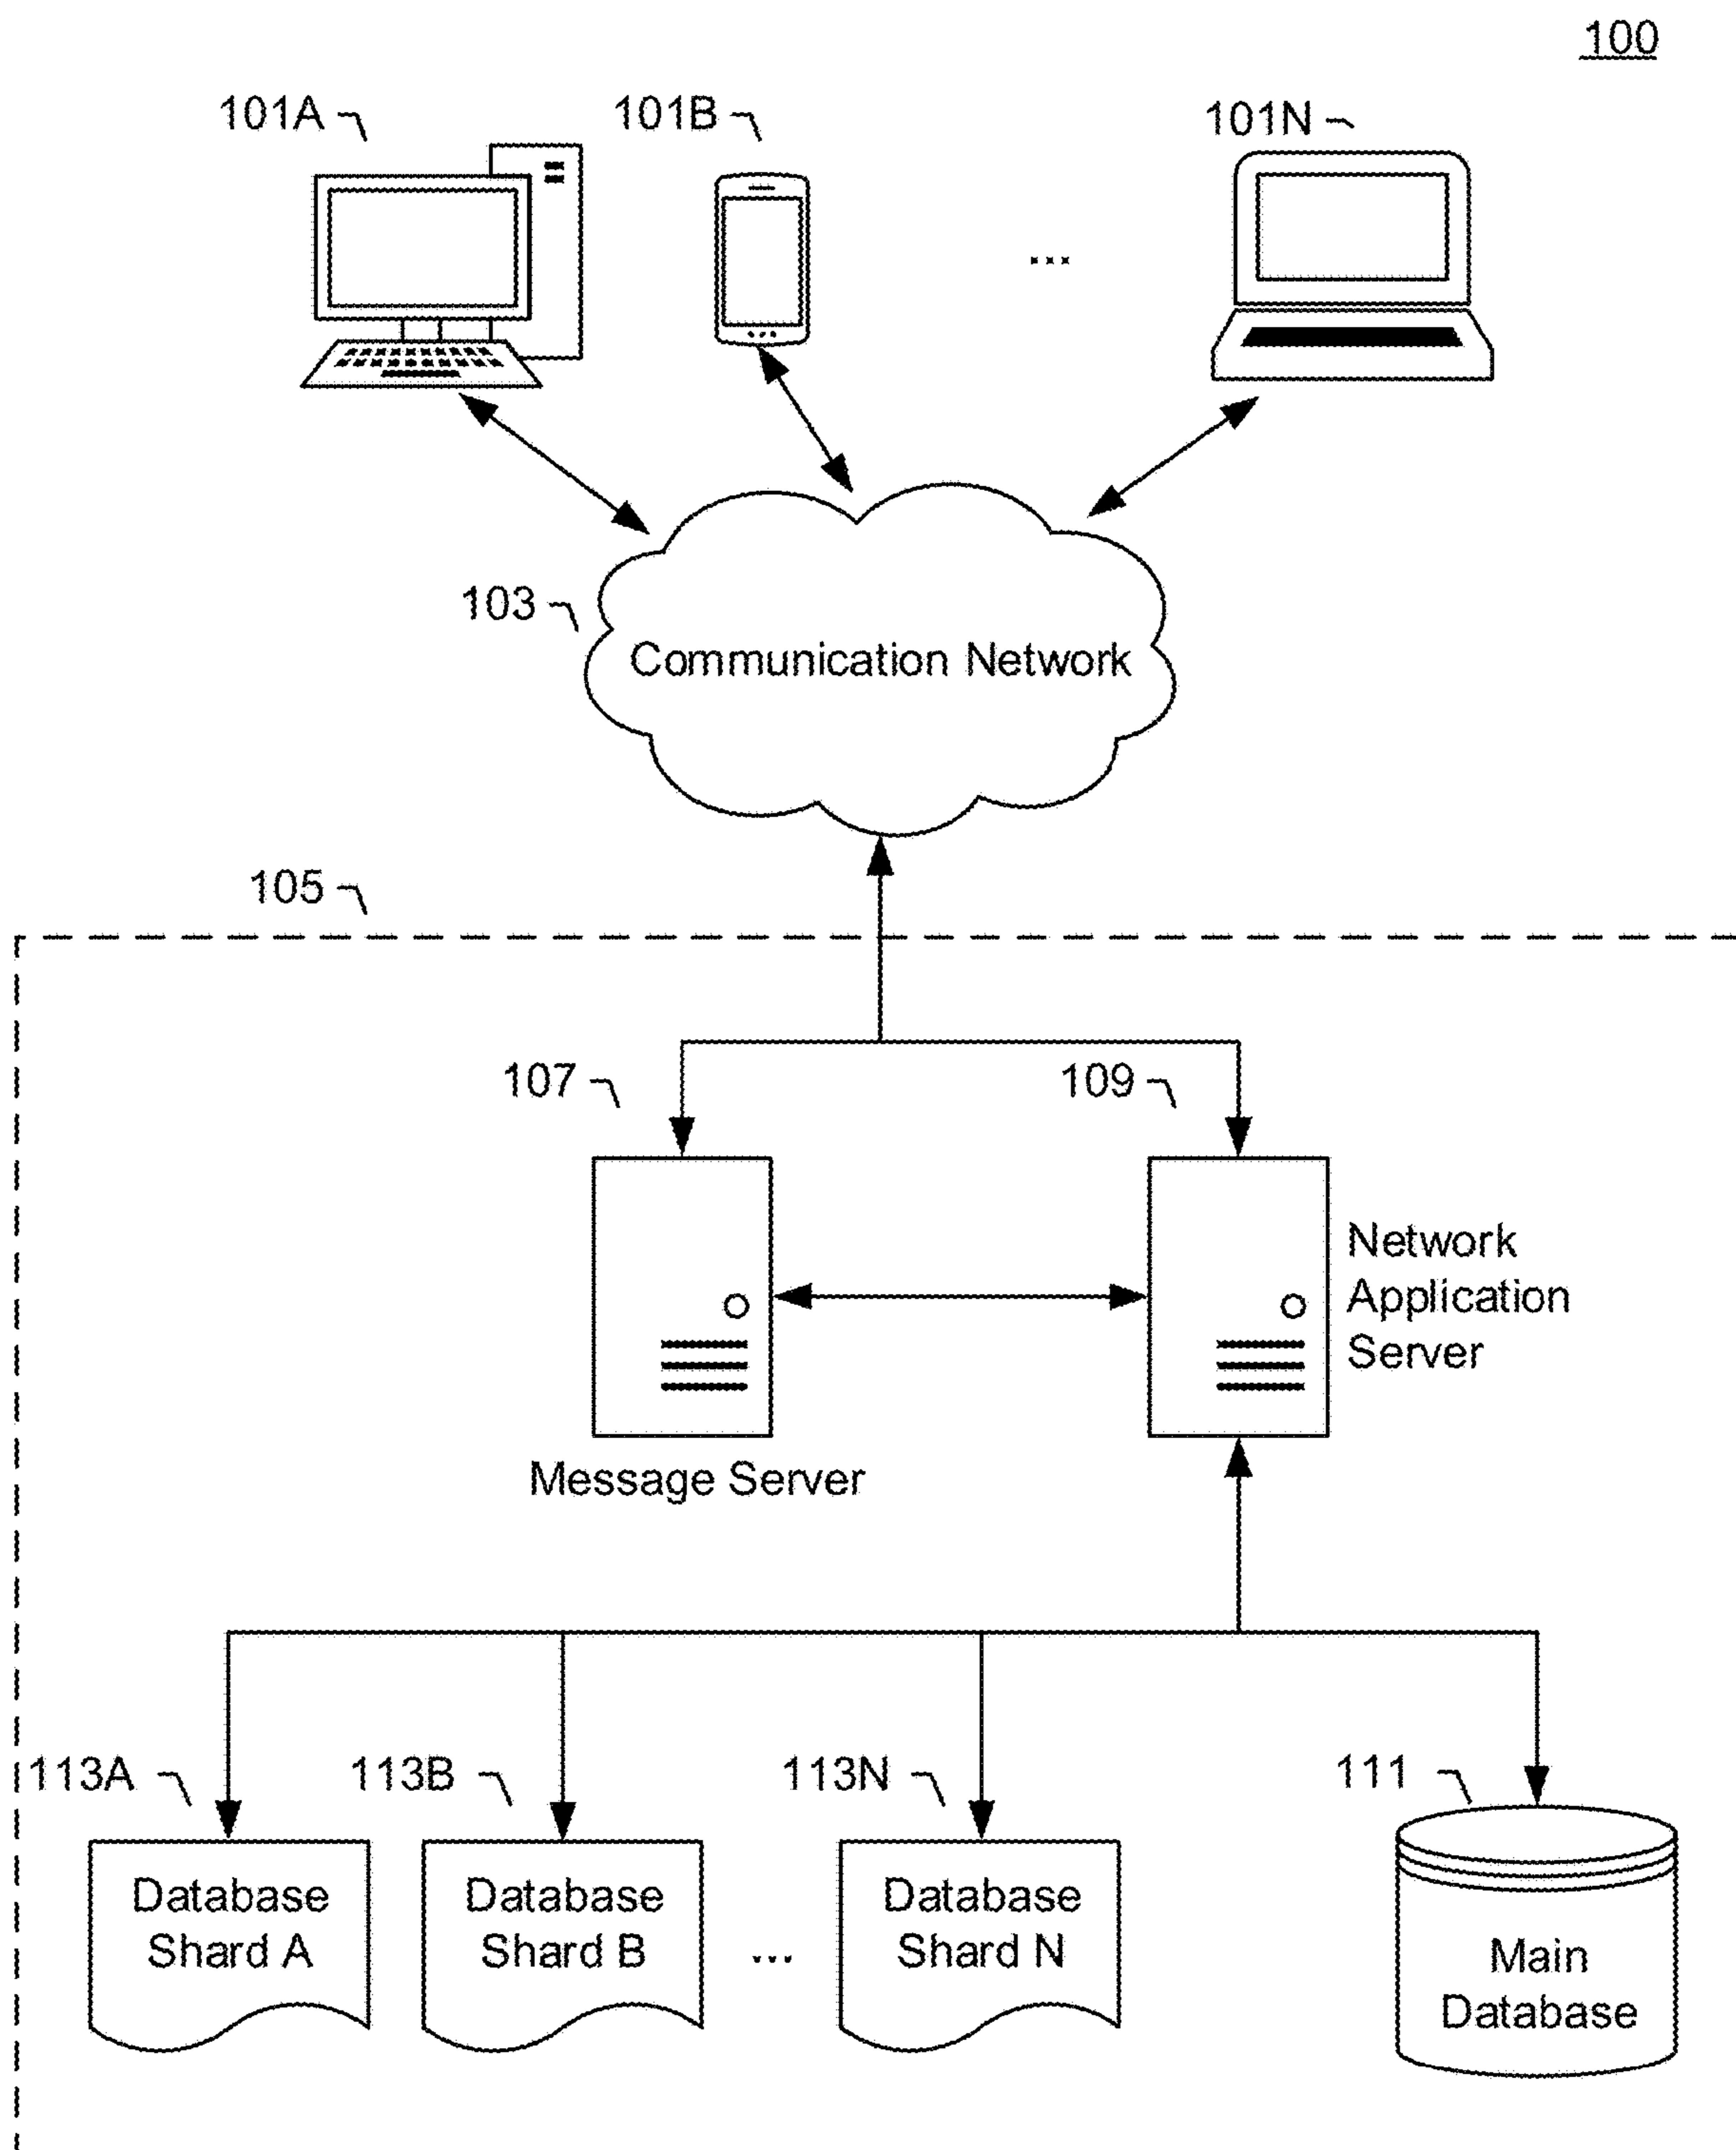 100
101A
101B
101N
...
103
Communication Network
105
107
109
Network
Application
Server
Message Server
113A
113B
113N
111
Database
Shard A
Database
Shard B
...
Database
Shard N
Main
Database